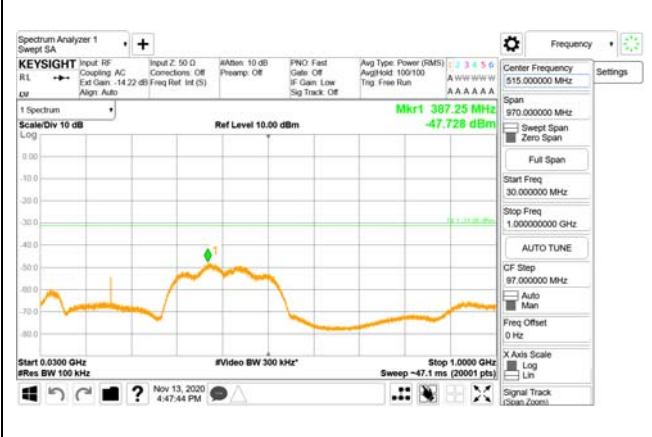 Spectrum Analyzer 1
Swept SA
Frequency
KEYSIGHT
Input: RF
Coupling: AC
Ext Gain: -14.22 dB
Align: Auto
Input Z: 50 Ω
Corrections: Off
Freq Ref: Int (S)
#Atten: 10 dB
Preamp: Off
PNO: Fast
Gate: Off
IF Gain: Low
Sig Track: Off
Avg Type: Power (RMS)
Avg|Hold: 100/100
Trig: Free Run
1 2 3 4 5 6
A W W W W W
A A A A A A
RL
1 Spectrum
Mkr1 387.25 MHz
-47.728 dBm
Scale/Div 10 dB
Ref Level 10.00 dBm
Log
0.00
-10.0
-20.0
-30.0
-40.0
-50.0
-60.0
-70.0
-80.0
1
Start 0.0300 GHz
#Res BW 100 kHz
#Video BW 300 kHz*
Stop 1.0000 GHz
Sweep ~47.1 ms (20001 pts)
Nov 13, 2020
4:47:44 PM
Center Frequency
515.000000 MHz
Settings
Span
970.000000 MHz
Swept Span
Zero Span
Full Span
Start Freq
30.000000 MHz
Stop Freq
1.000000000 GHz
AUTO TUNE
CF Step
97.000000 MHz
Auto
Man
Freq Offset
0 Hz
X Axis Scale
Log
Lin
Signal Track
(Span Zoom)